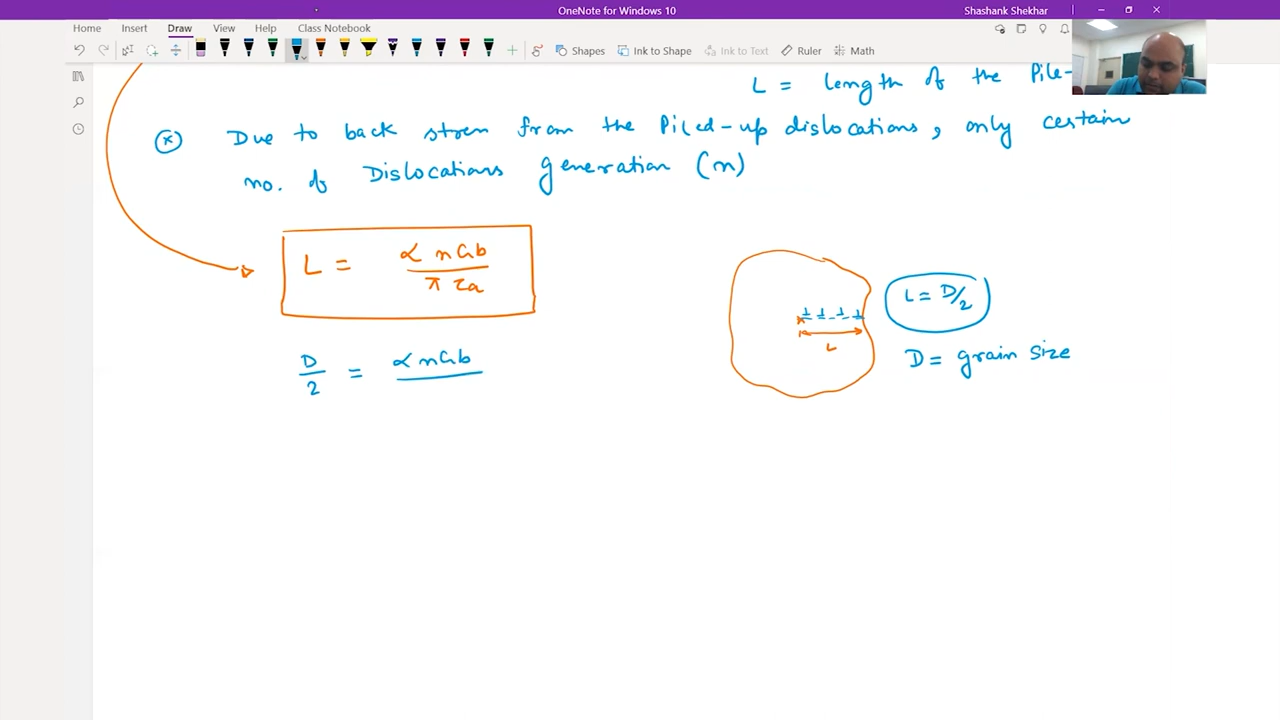 OneNote for Windows 10
Shashank Shekhar
Home Insert Draw View Help Class Notebook
Shapes Ink to Shape Ink to Text Ruler Math
L = length of the Pile-
(*) Due to back stress from the Piled-up dislocations, only certain
no. of Dislocations generation (n)
L = α n G b / π τa
L = D/2
L
D = grain size
D/2 = α n G b